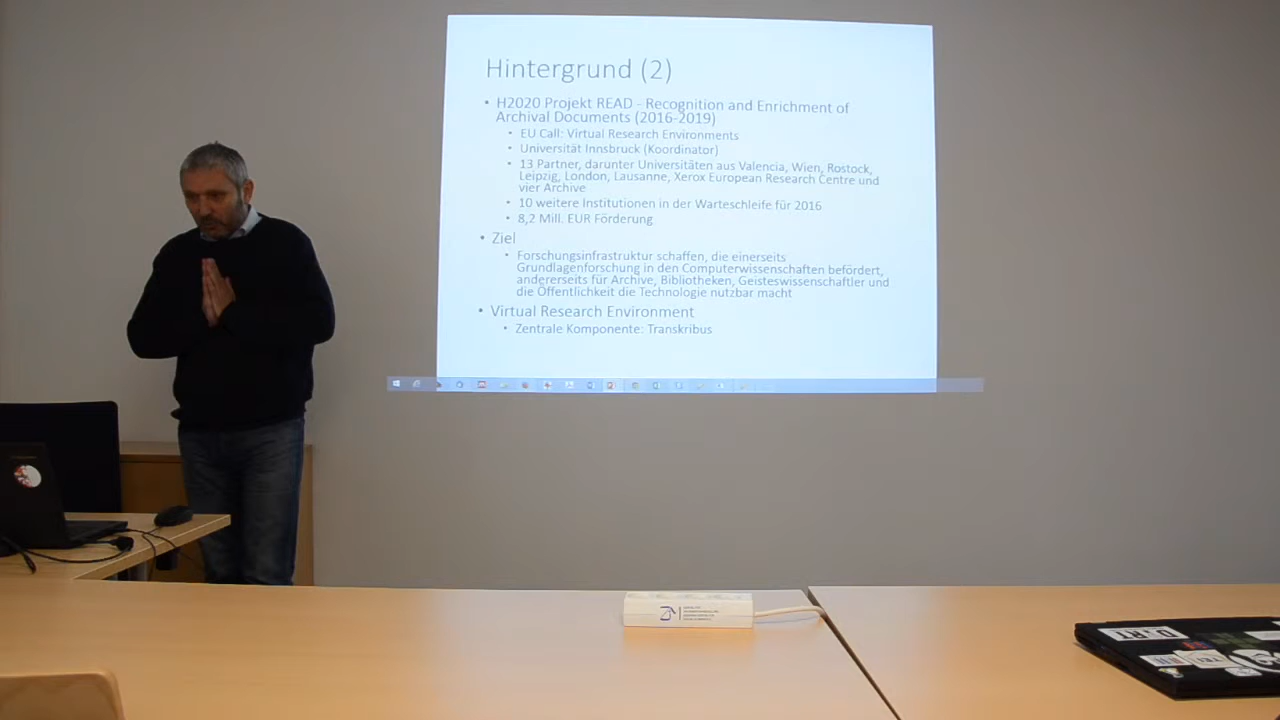 Hintergrund (2)
• H2020 Projekt READ - Recognition and Enrichment of
Archival Documents (2016-2019)
• EU Call: Virtual Research Environments
• Universität Innsbruck (Koordinator)
• 13 Partner, darunter Universitäten aus Valencia, Wien, Rostock,
Leipzig, London, Lausanne, Xerox European Research Centre und
vier Archive
• 10 weitere Institutionen in der Warteschleife für 2016
• 8,2 Mill. EUR Förderung
• Ziel
• Forschungsinfrastruktur schaffen, die einerseits
Grundlagenforschung in den Computerwissenschaften befördert,
andererseits für Archive, Bibliotheken, Geisteswissenschaftler und
die Öffentlichkeit die Technologie nutzbar macht
• Virtual Research Environment
• Zentrale Komponente: Transkribus